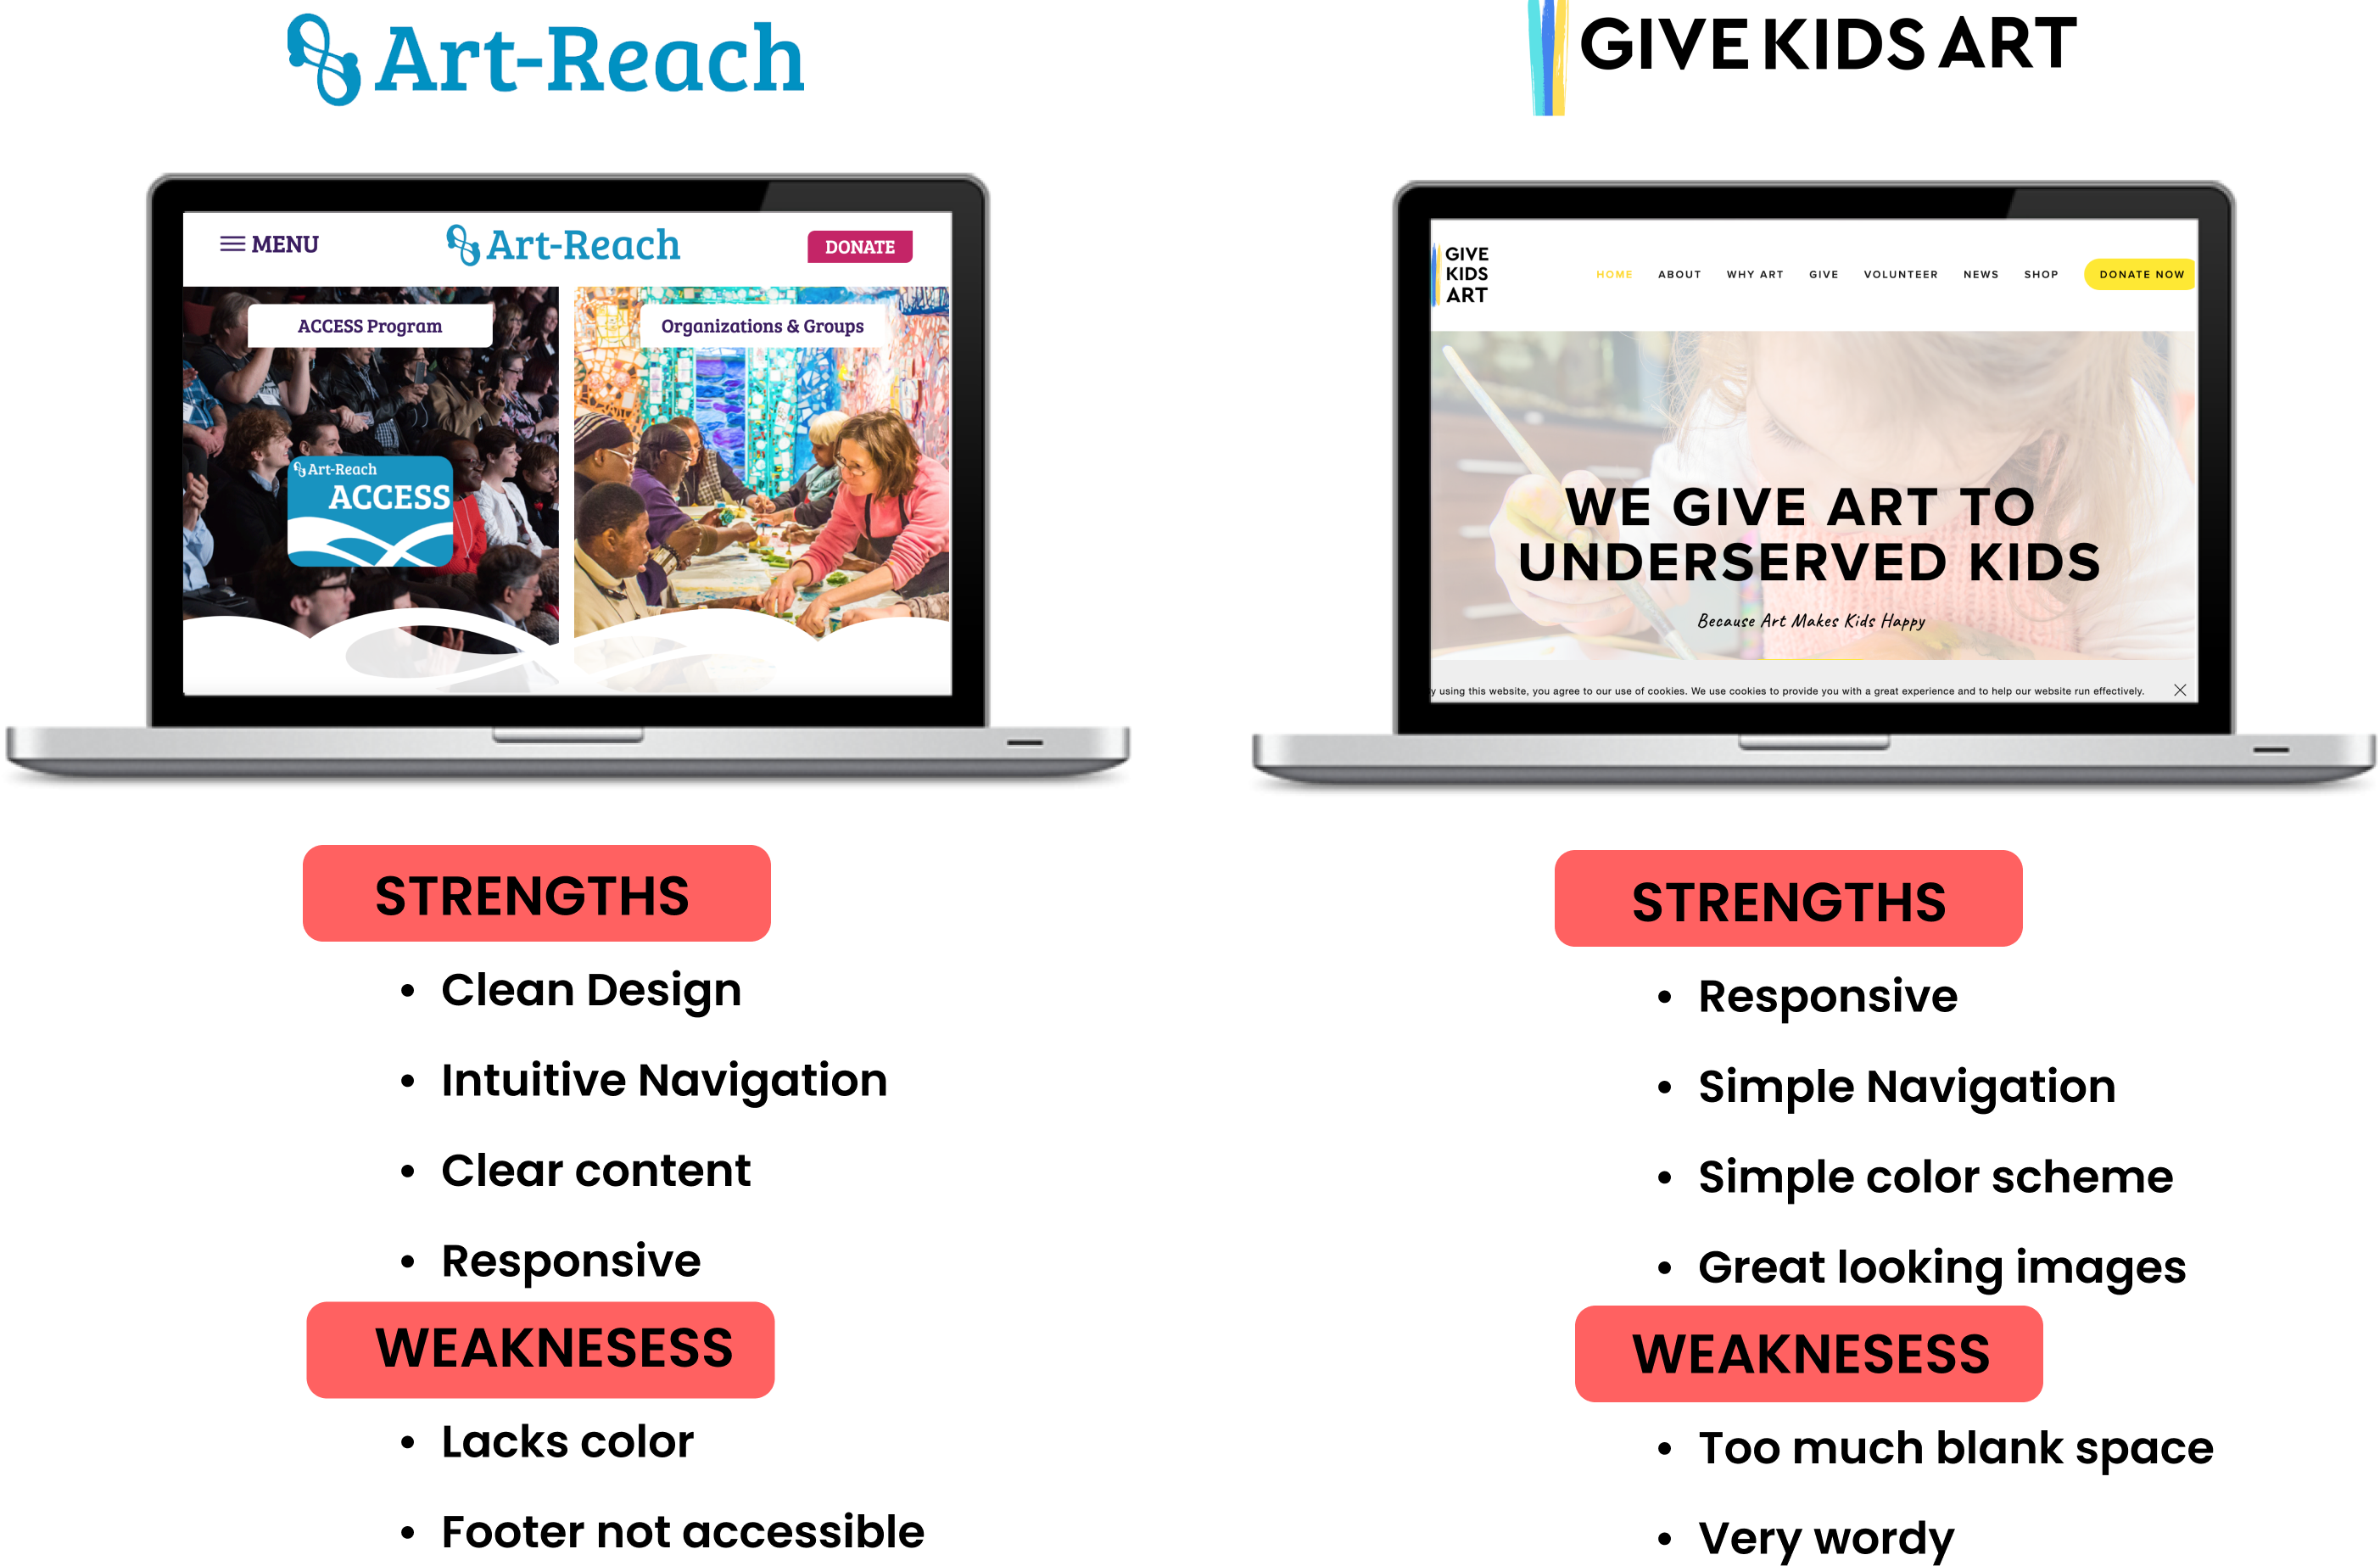 Art-Reach
MENU
Art-Reach
DONATE
ACCESS Program
Organizations & Groups
Art-Reach
ACCESS
STRENGTHS
Clean Design
Intuitive Navigation
Clear content
Responsive
WEAKNESESS
Lacks color
Footer not accessible
GIVE KIDS ART
GIVE
KIDS
ART
HOME ABOUT WHY ART GIVE VOLUNTEER NEWS SHOP DONATE NOW
WE GIVE ART TO
UNDERSERVED KIDS
Because Art Makes Kids Happy
y using this website, you agree to our use of cookies. We use cookies to provide you with a great experience and to help our website run effectively.
STRENGTHS
Responsive
Simple Navigation
Simple color scheme
Great looking images
WEAKNESESS
Too much blank space
Very wordy